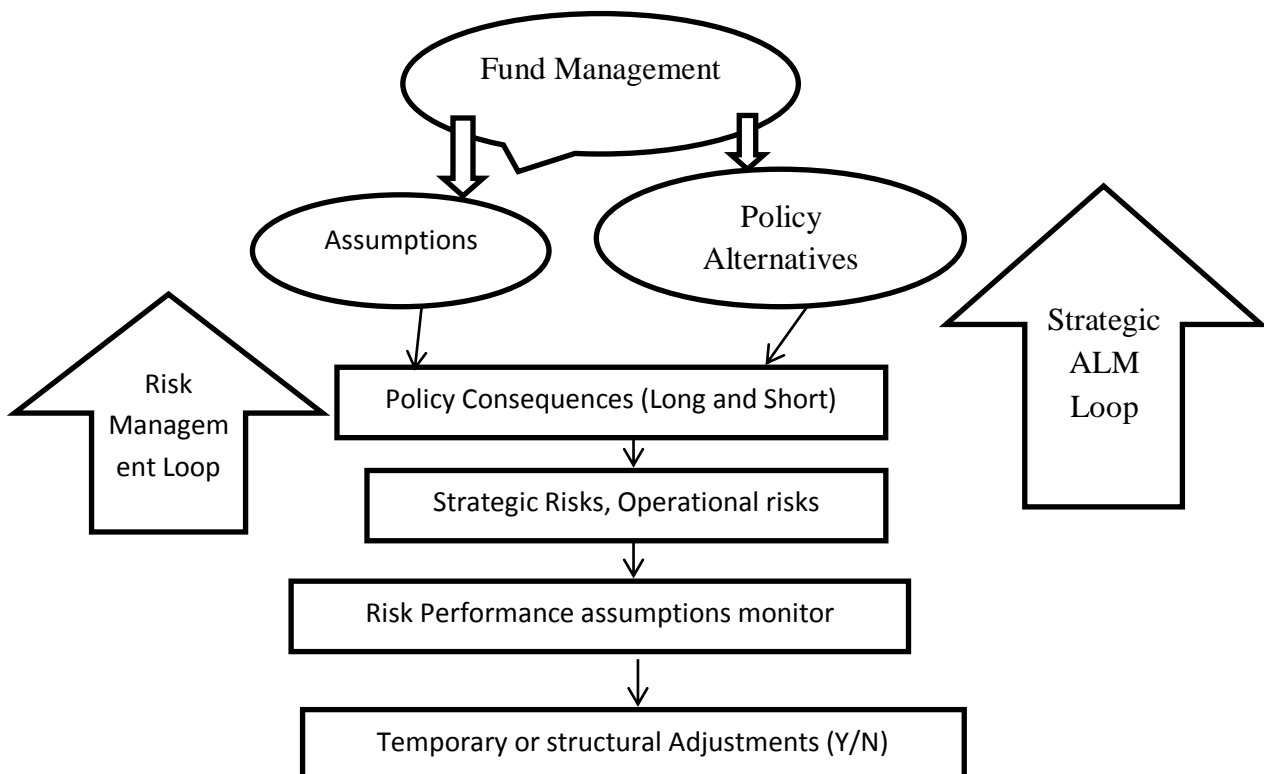 Fund Management
Assumptions
Policy
Alternatives
Risk
Managem
ent Loop
Strategic
ALM
Loop
Policy Consequences (Long and Short)
Strategic Risks, Operational risks
Risk Performance assumptions monitor
Temporary or structural Adjustments (Y/N)